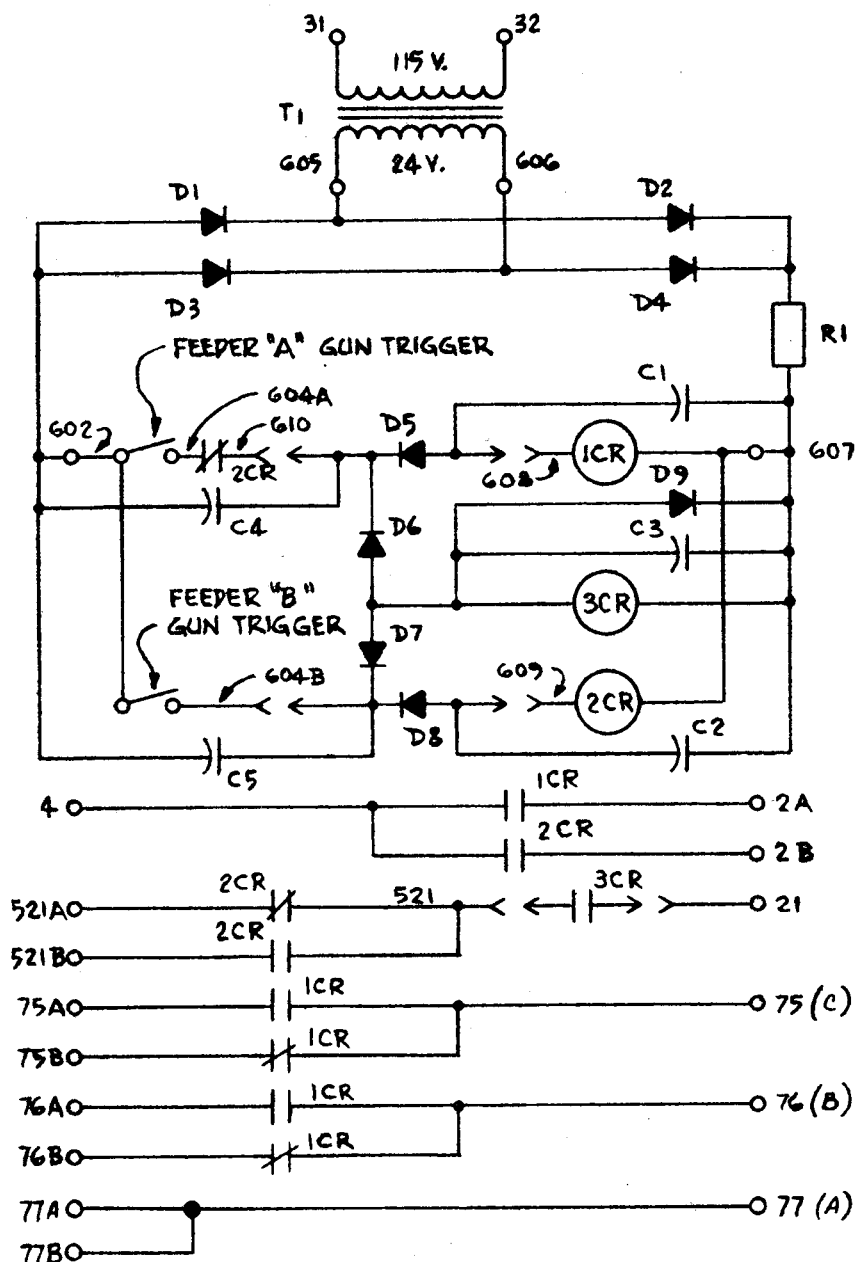 31
32
115 V.
T1
605
24 V.
606
D1
D2
D3
D4
R1
FEEDER "A" GUN TRIGGER
C1
604A
610
602
D5
2CR
608
1CR
607
D9
C4
D6
C3
FEEDER "B"
GUN TRIGGER
3CR
D7
604B
609
2CR
D8
C2
C5
1CR
4
2A
2CR
2B
2CR
521
3CR
521A
21
2CR
521B
1CR
75A
75 (C)
1CR
75B
1CR
76A
76 (B)
1CR
76B
77A
77 (A)
77B